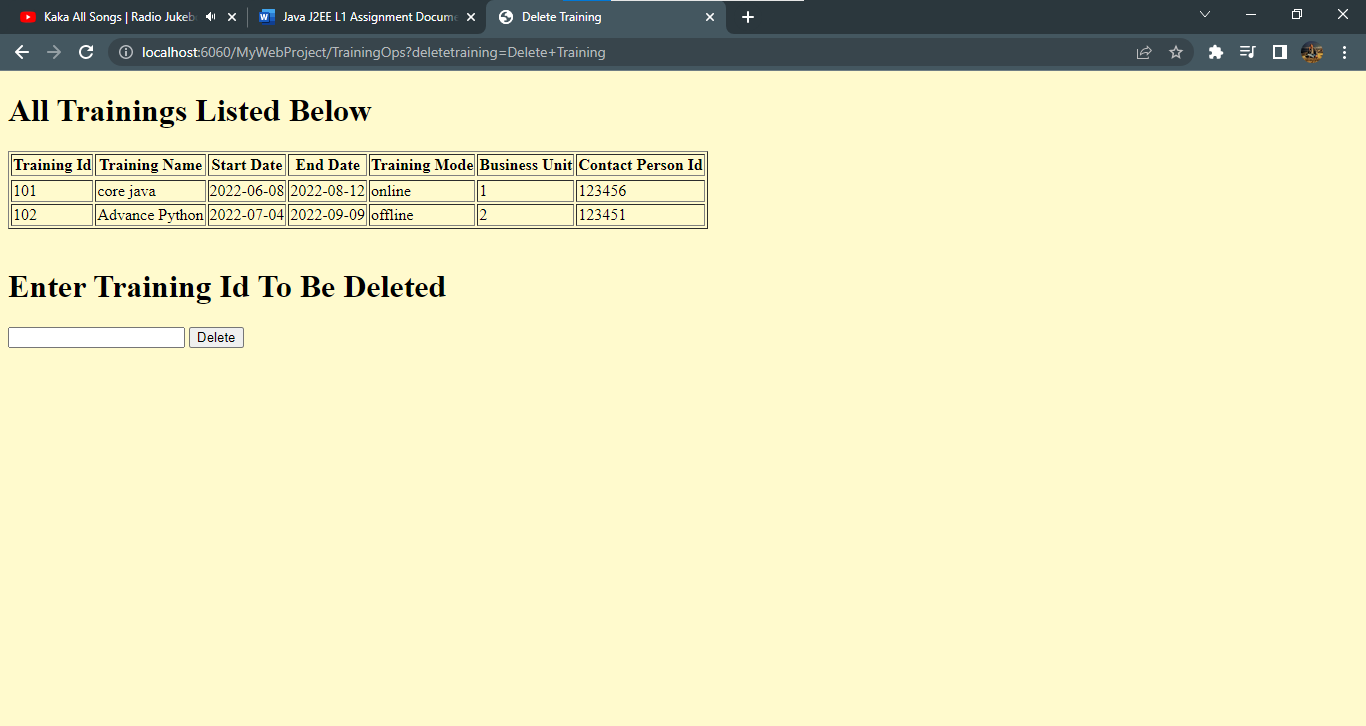 Kaka All Songs | Radio Jukeb
Java J2EE L1 Assignment Docume
Delete Training
localhost:6060/MyWebProject/TrainingOps?deletetraining=Delete+Training
All Trainings Listed Below
Training Id Training Name Start Date End Date Training Mode Business Unit Contact Person Id
101 core java 2022-06-08 2022-08-12 online 1 123456
102 Advance Python 2022-07-04 2022-09-09 offline 2 123451
Enter Training Id To Be Deleted
Delete